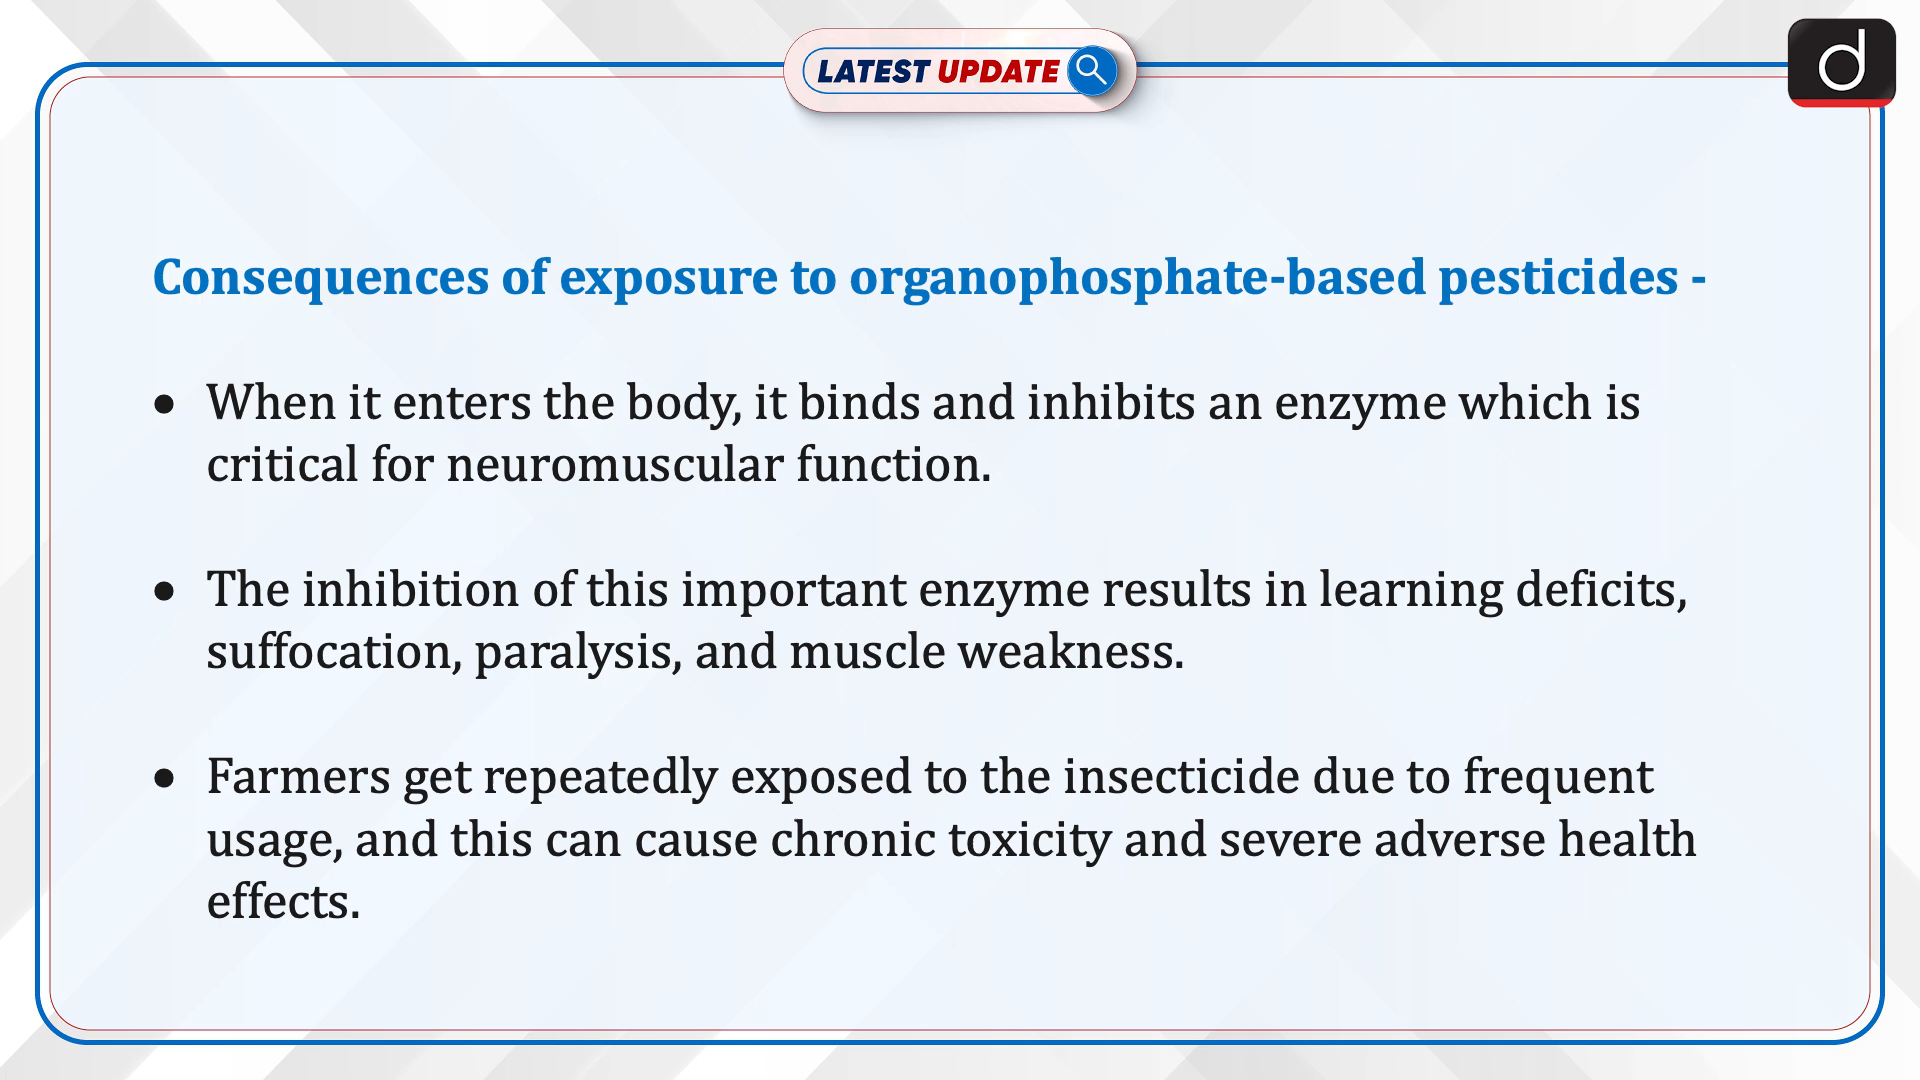 LATEST UPDATE
d
Consequences of exposure to organophosphate-based pesticides -
• When it enters the body, it binds and inhibits an enzyme which is
critical for neuromuscular function.
• The inhibition of this important enzyme results in learning deficits,
suffocation, paralysis, and muscle weakness.
• Farmers get repeatedly exposed to the insecticide due to frequent
usage, and this can cause chronic toxicity and severe adverse health
effects.